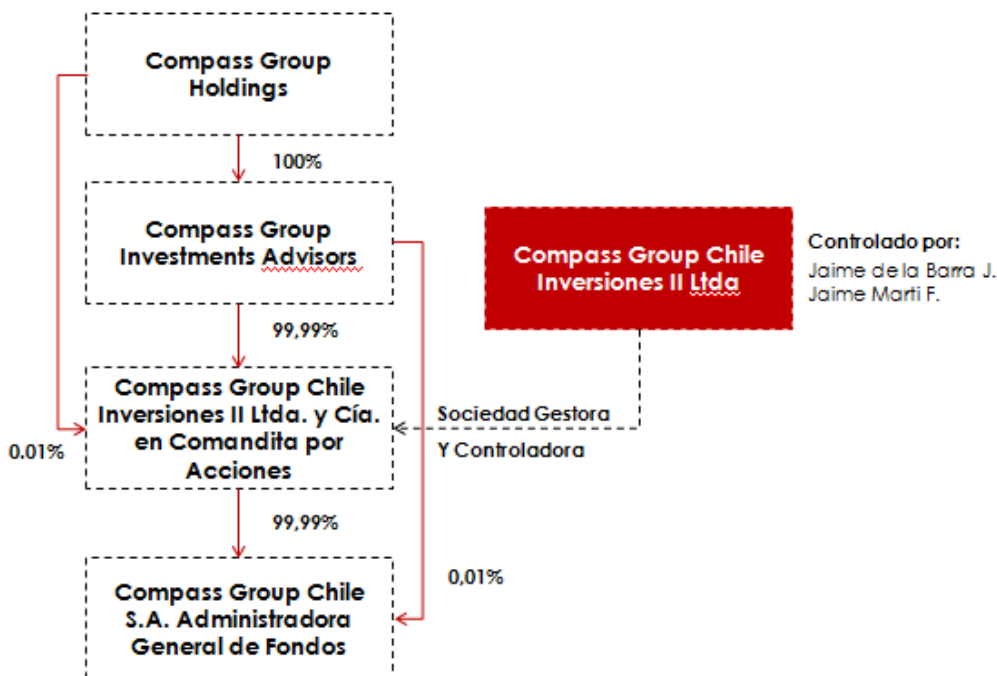 Compass Group
Holdings
100%
Compass Group
Investments Advisors
Compass Group Chile
Inversiones II Ltda
Controlado por:
Jaime de la Barra J.
Jaime Marti F.
99,99%
Compass Group Chile
Inversiones II Ltda. y Cía.
en Comandita por
Acciones
0.01%
Sociedad Gestora
Y Controladora
99,99%
0,01%
Compass Group Chile
S.A. Administradora
General de Fondos